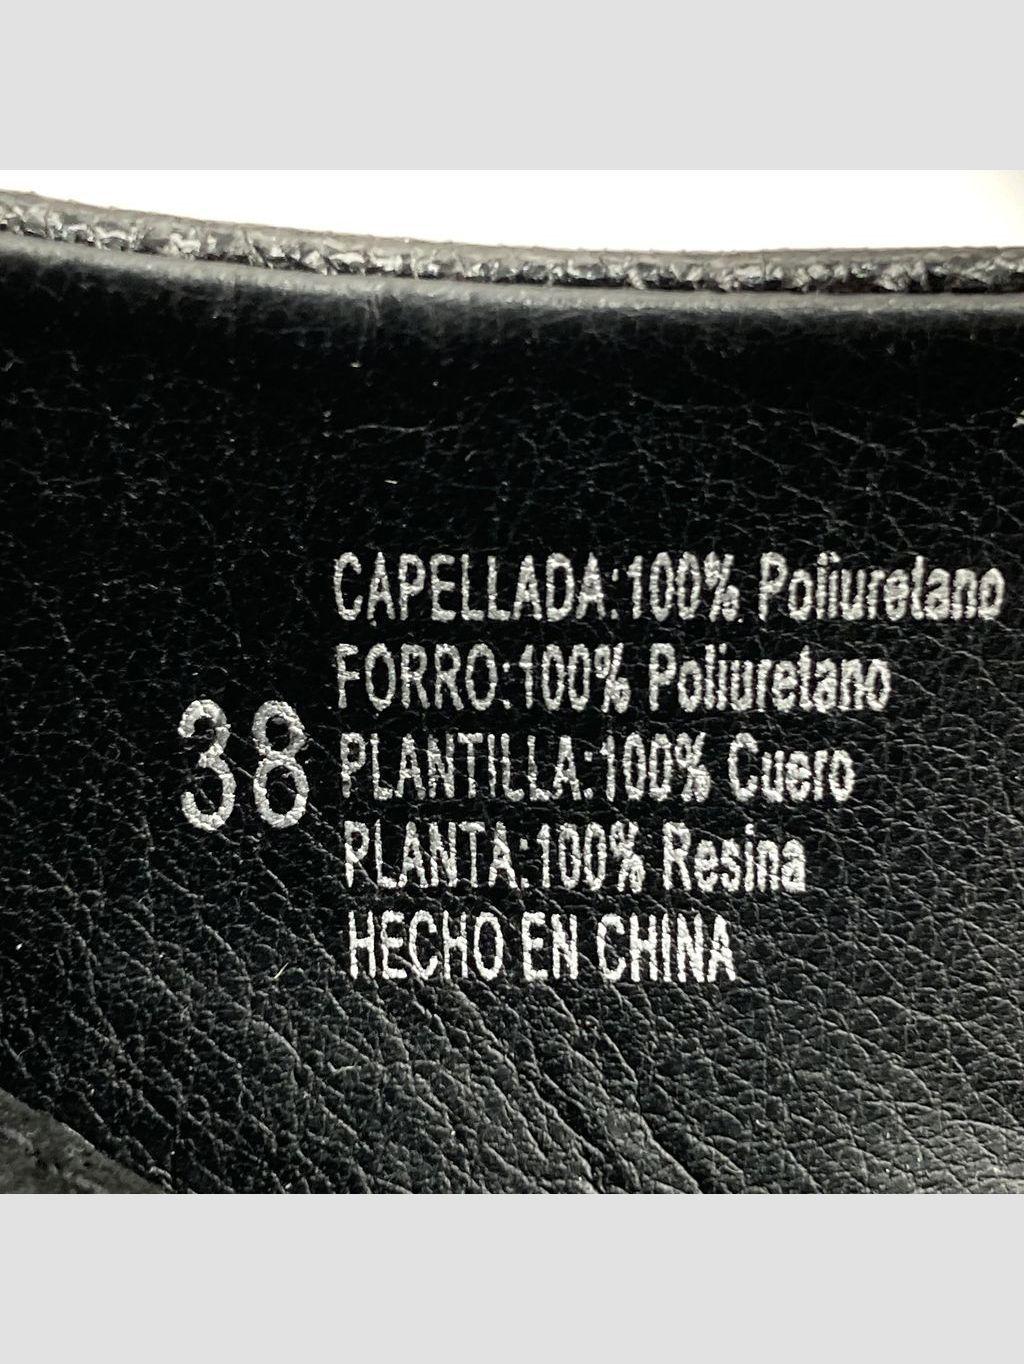 38
CAPELLADA:100% Poliuretano
FORRO:100% Poliuretano
PLANTILLA:100% Cuero
PLANTA:100% Resina
HECHO EN CHINA